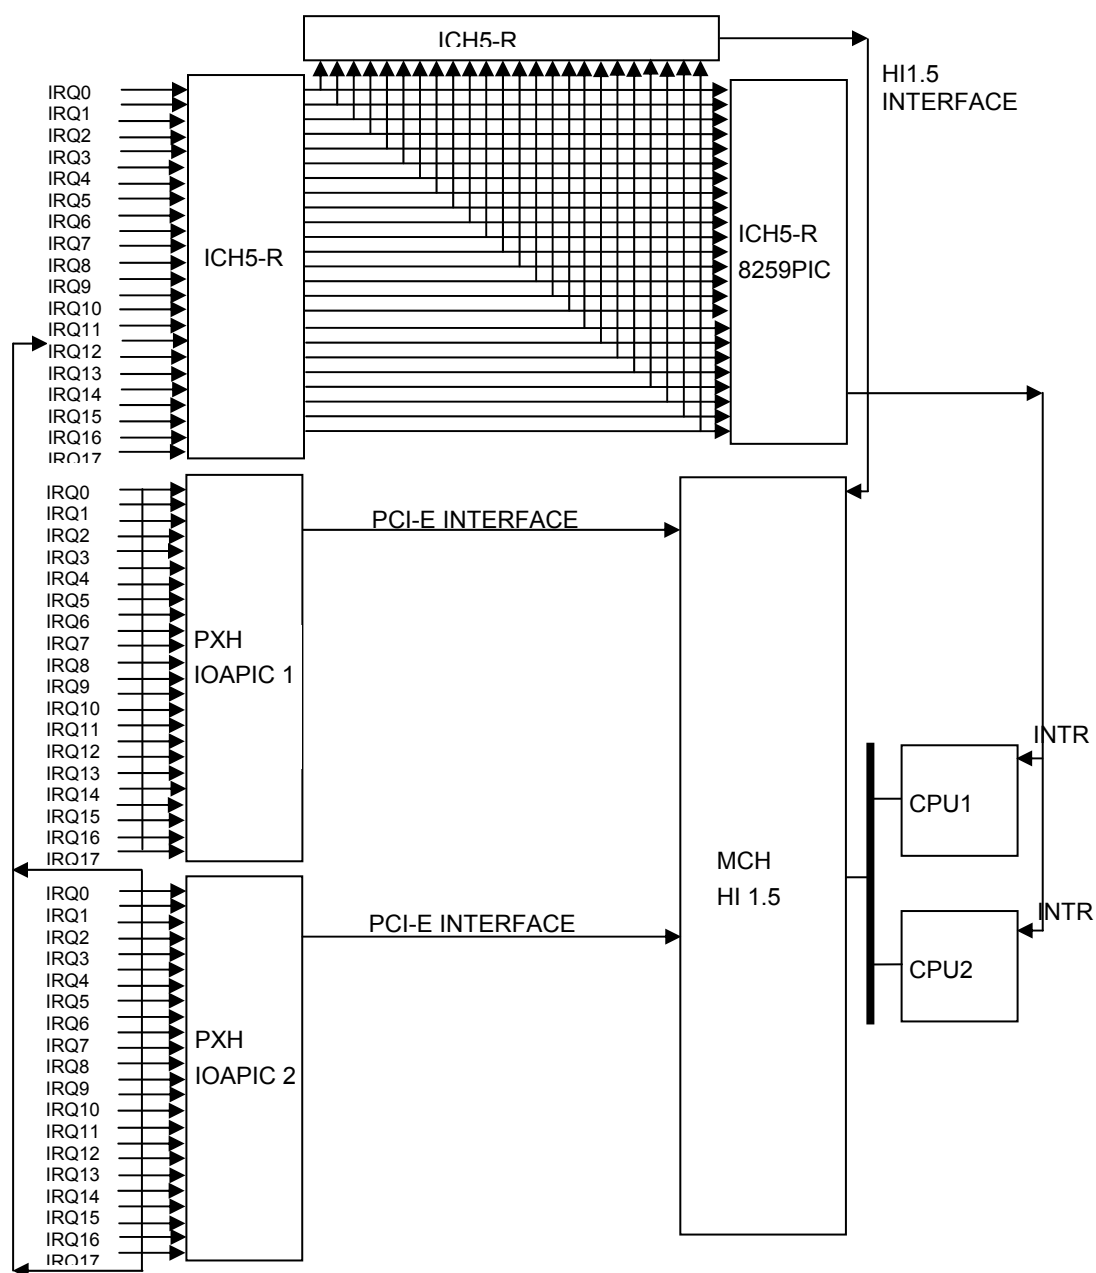 ICH5-R
HI1.5
INTERFACE
IRQ0
IRQ1
IRQ2
IRQ3
IRQ4
IRQ5
IRQ6
IRQ7
IRQ8
IRQ9
IRQ10
IRQ11
IRQ12
IRQ13
IRQ14
IRQ15
IRQ16
IRQ17
ICH5-R
ICH5-R
8259PIC
IRQ0
IRQ1
IRQ2
IRQ3
IRQ4
IRQ5
IRQ6
IRQ7
IRQ8
IRQ9
IRQ10
IRQ11
IRQ12
IRQ13
IRQ14
IRQ15
IRQ16
IRQ17
PXH
IOAPIC 1
PCI-E INTERFACE
MCH
HI 1.5
INTR
CPU1
INTR
CPU2
IRQ0
IRQ1
IRQ2
IRQ3
IRQ4
IRQ5
IRQ6
IRQ7
IRQ8
IRQ9
IRQ10
IRQ11
IRQ12
IRQ13
IRQ14
IRQ15
IRQ16
IRQ17
PXH
IOAPIC 2
PCI-E INTERFACE